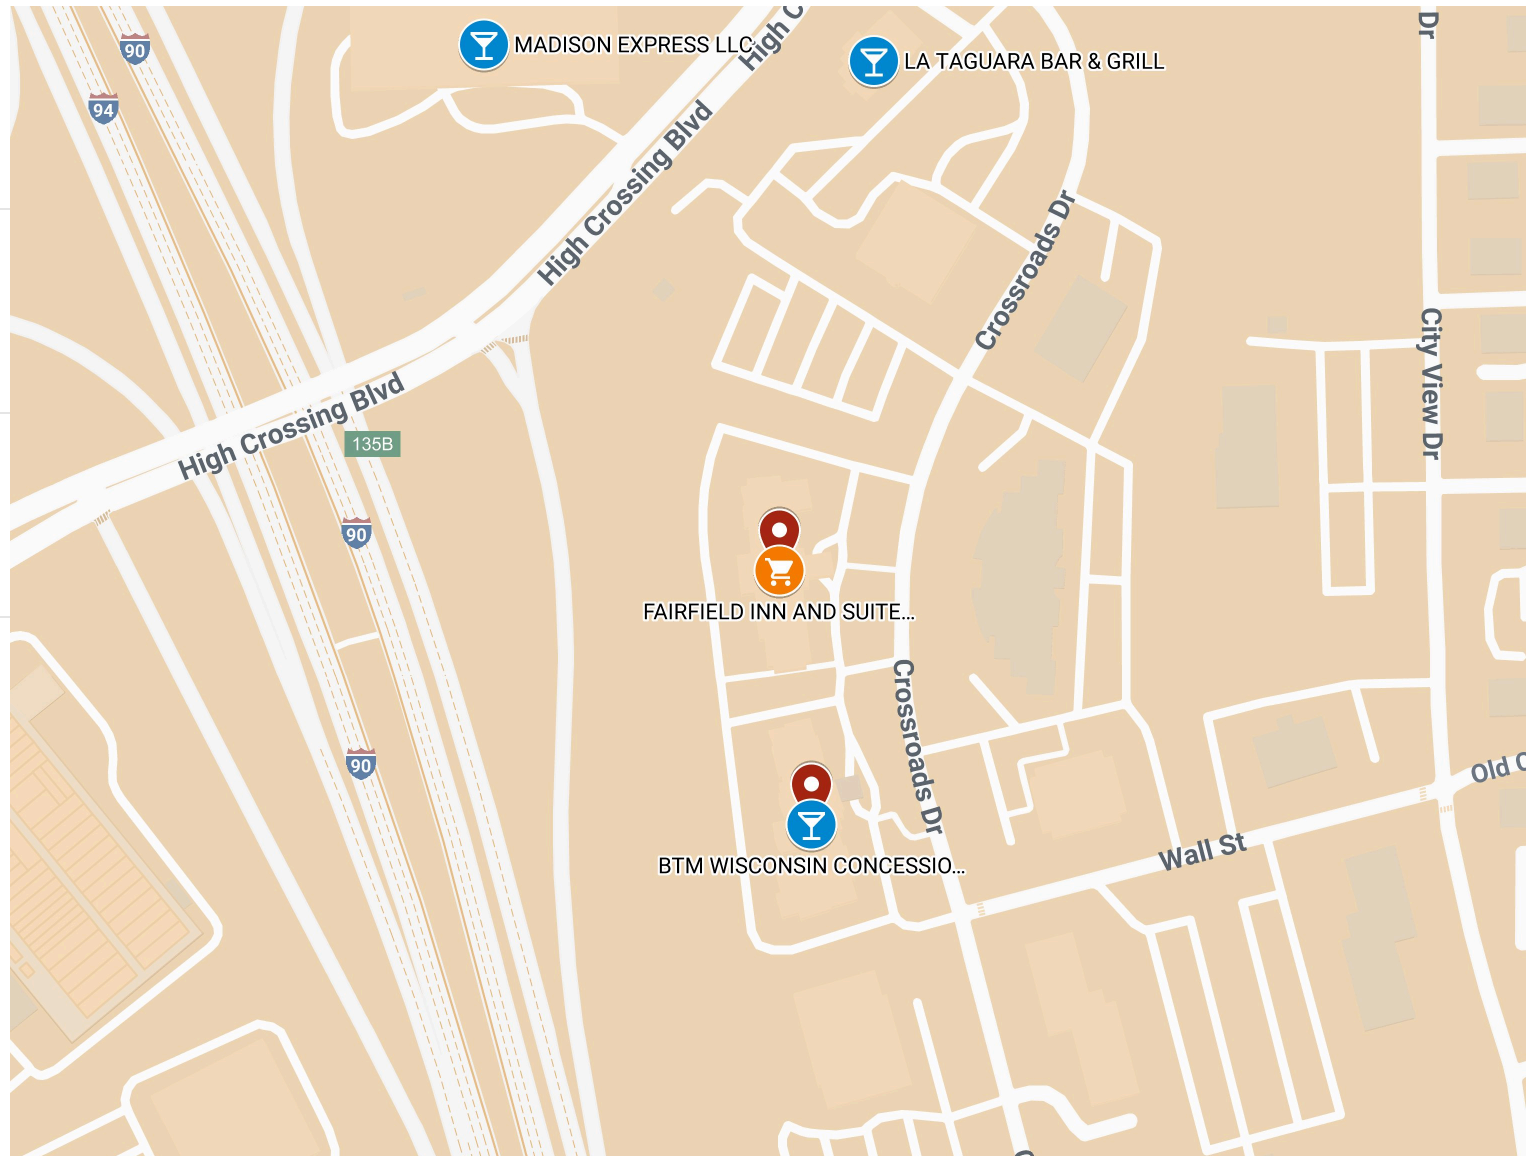 90
MADISON EXPRESS LLC
High C
LA TAGUARA BAR & GRILL
Dr
94
High Crossing Blvd
Crossroads Dr
City View Dr
High Crossing Blvd
135B
90
FAIRFIELD INN AND SUITE...
Crossroads Dr
90
Old C
BTM WISCONSIN CONCESSIO...
Wall St